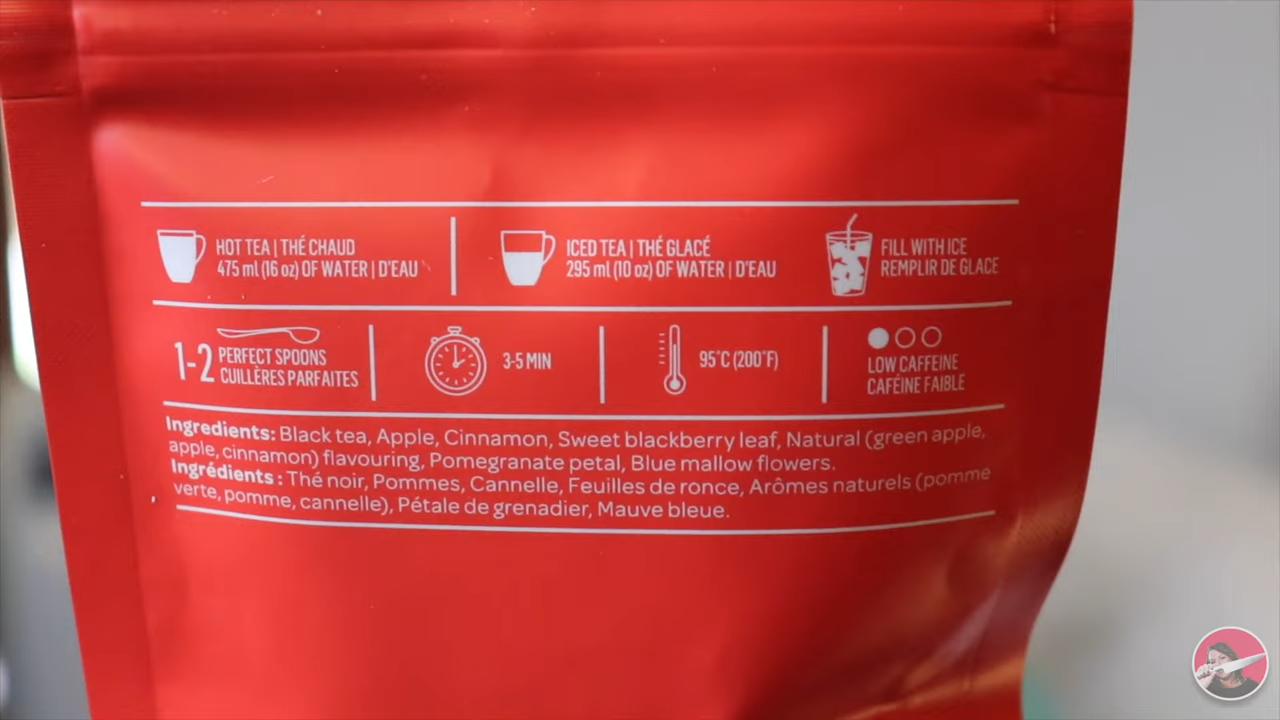 HOT TEA | THÉ CHAUD
475 ml (16 oz) OF WATER | D'EAU
ICED TEA | THÉ GLACÉ
295 ml (10 oz) OF WATER | D'EAU
FILL WITH ICE
REMPLIR DE GLACE
1-2 PERFECT SPOONS
CUILLÈRES PARFAITES
3-5 MIN
95°C (200°F)
LOW CAFFEINE
CAFÉINE FAIBLE
Ingredients: Black tea, Apple, Cinnamon, Sweet blackberry leaf, Natural (green apple,
apple, cinnamon) flavouring, Pomegranate petal, Blue mallow flowers.
Ingrédients : Thé noir, Pommes, Cannelle, Feuilles de ronce, Arômes naturels (pomme
verte, pomme, cannelle), Pétale de grenadier, Mauve bleue.